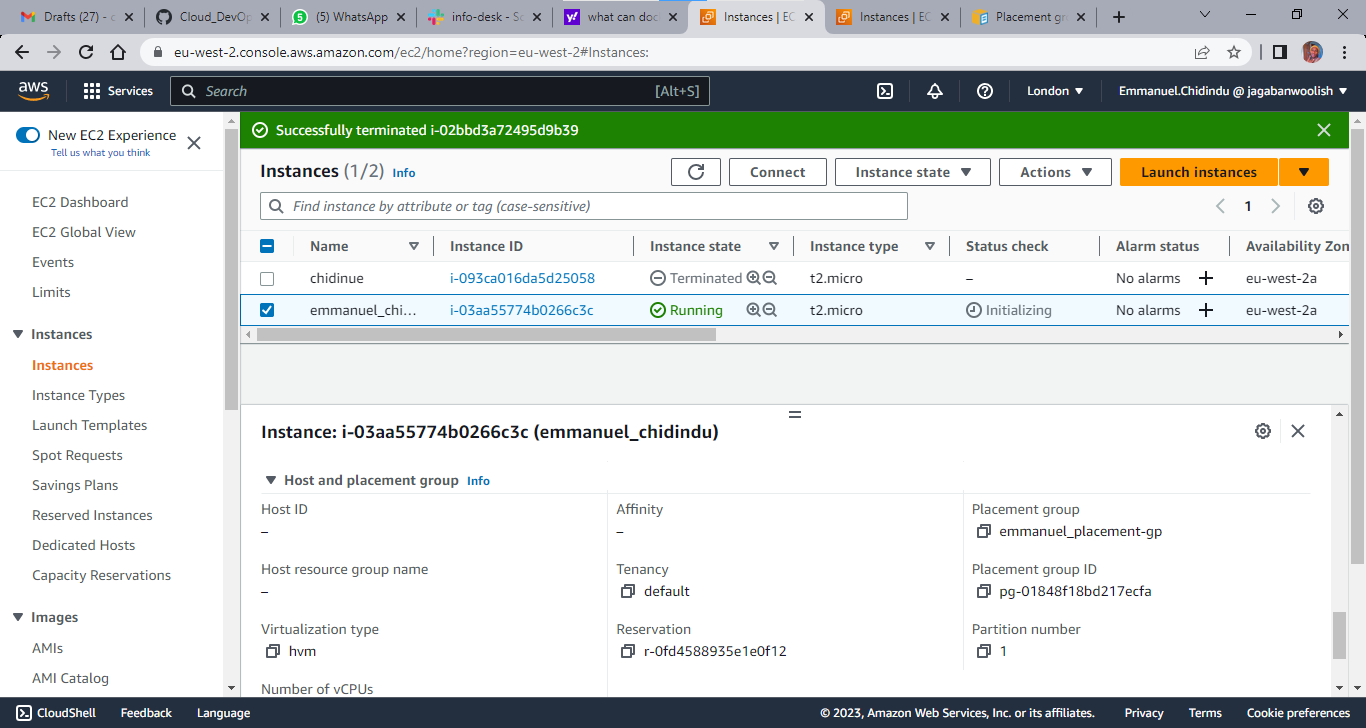 Drafts (27) - c
Cloud_DevOp
(5) WhatsApp
info-desk - Sc
what can doc
Instances | EC
Instances | EC
Placement gr
eu-west-2.console.aws.amazon.com/ec2/home?region=eu-west-2#Instances:
aws
Services
Search
[Alt+S]
London
Emmanuel.Chidindu @ jagabanwoolish
New EC2 Experience
Tell us what you think
EC2 Dashboard
EC2 Global View
Events
Limits
Instances
Instances
Instance Types
Launch Templates
Spot Requests
Savings Plans
Reserved Instances
Dedicated Hosts
Capacity Reservations
Images
AMIs
AMI Catalog
Successfully terminated i-02bbd3a72495d9b39
Instances (1/2) Info
Connect
Instance state
Actions
Launch instances
Find instance by attribute or tag (case-sensitive)
1
Name Instance ID Instance state Instance type Status check Alarm status Availability Zon
chidinue i-093ca016da5d25058 Terminated t2.micro – No alarms + eu-west-2a
emmanuel_chi... i-03aa55774b0266c3c Running t2.micro Initializing No alarms + eu-west-2a
Instance: i-03aa55774b0266c3c (emmanuel_chidindu)
Host and placement group Info
Host ID
–
Affinity
–
Placement group
emmanuel_placement-gp
Host resource group name
–
Tenancy
default
Placement group ID
pg-01848f18bd217ecfa
Virtualization type
hvm
Reservation
r-0fd4588935e1e0f12
Partition number
1
Number of vCPUs
CloudShell
Feedback
Language
© 2023, Amazon Web Services, Inc. or its affiliates.
Privacy
Terms
Cookie preferences